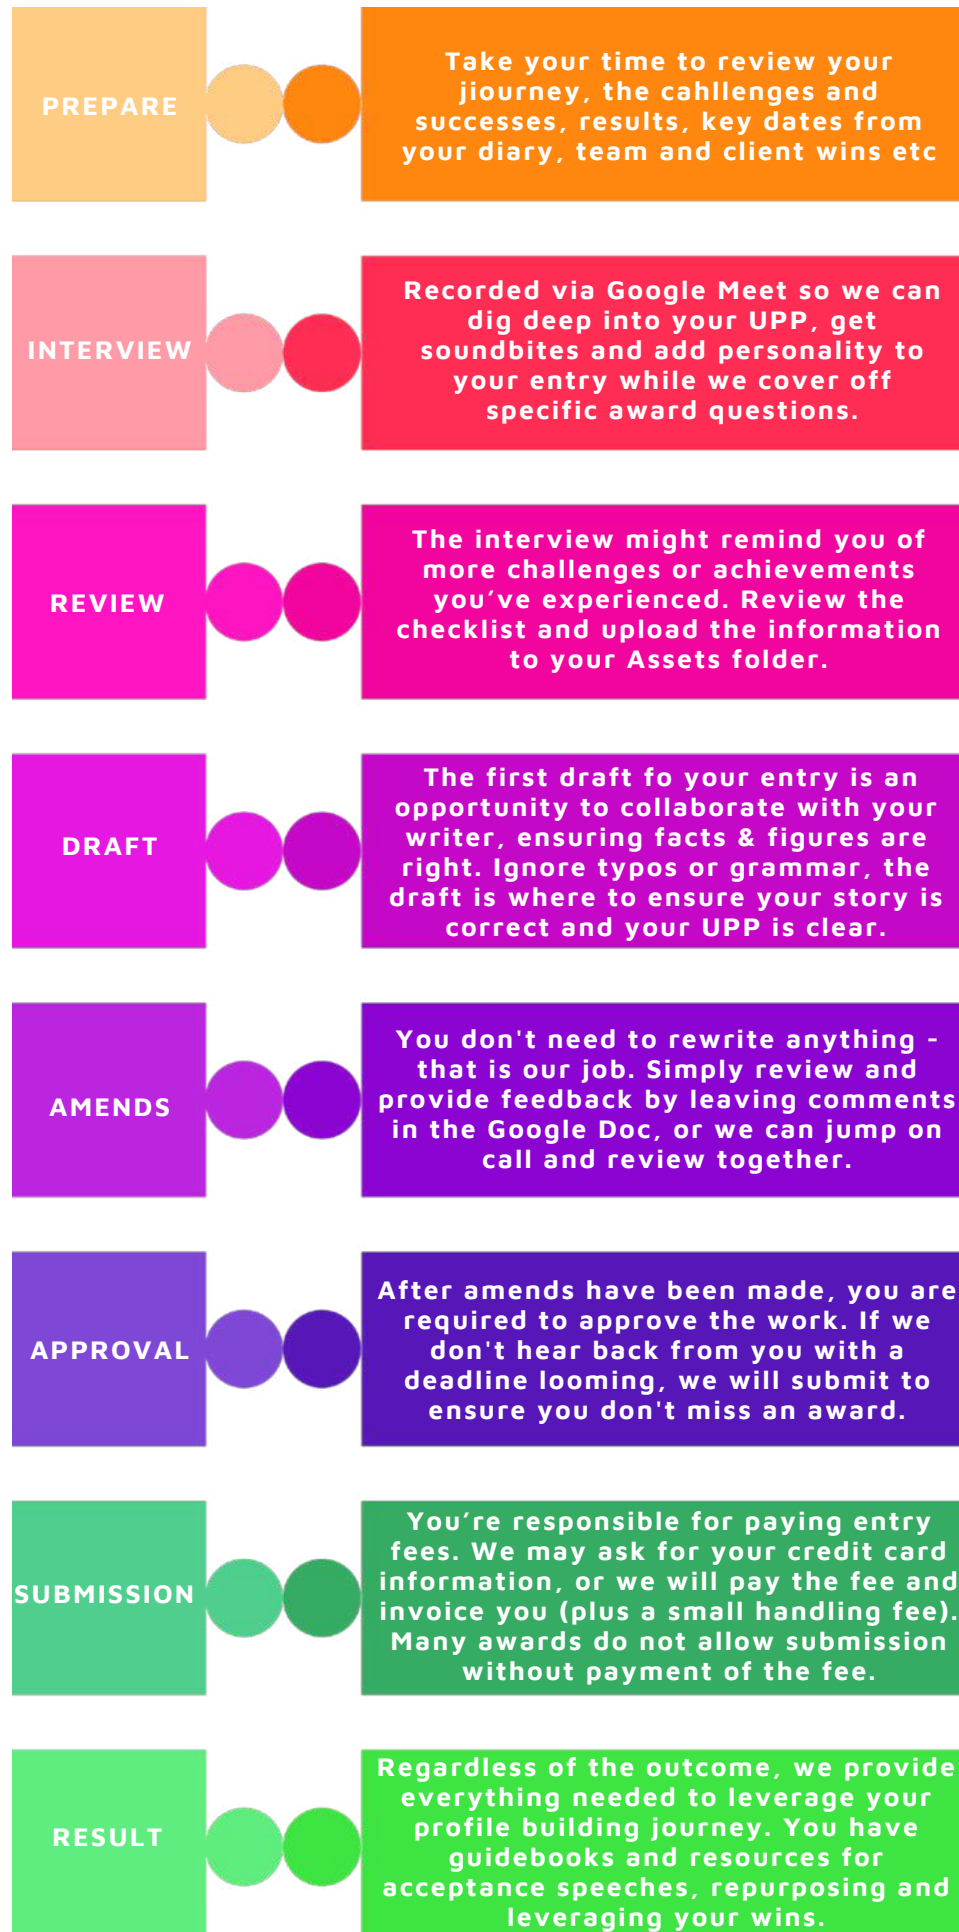 PREPARE
Take your time to review your
jiourney, the cahllenges and
successes, results, key dates from
your diary, team and client wins etc
INTERVIEW
Recorded via Google Meet so we can
dig deep into your UPP, get
soundbites and add personality to
your entry while we cover off
specific award questions.
REVIEW
The interview might remind you of
more challenges or achievements
you’ve experienced. Review the
checklist and upload the information
to your Assets folder.
DRAFT
The first draft fo your entry is an
opportunity to collaborate with your
writer, ensuring facts & figures are
right. Ignore typos or grammar, the
draft is where to ensure your story is
correct and your UPP is clear.
AMENDS
You don't need to rewrite anything -
that is our job. Simply review and
provide feedback by leaving comments
in the Google Doc, or we can jump on
call and review together.
APPROVAL
After amends have been made, you are
required to approve the work. If we
don't hear back from you with a
deadline looming, we will submit to
ensure you don't miss an award.
SUBMISSION
You’re responsible for paying entry
fees. We may ask for your credit card
information, or we will pay the fee and
invoice you (plus a small handling fee).
Many awards do not allow submission
without payment of the fee.
RESULT
Regardless of the outcome, we provide
everything needed to leverage your
profile building journey. You have
guidebooks and resources for
acceptance speeches, repurposing and
leveraging your wins.